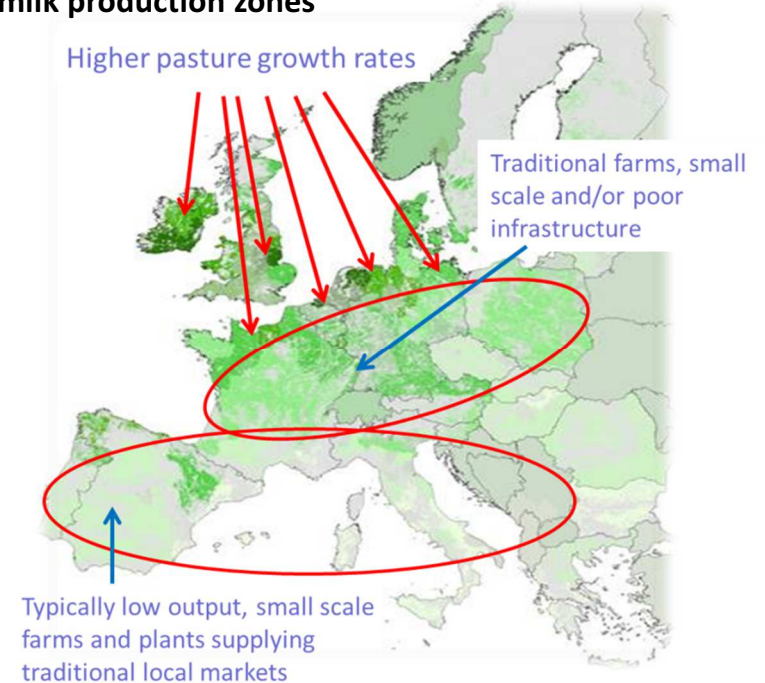 milk production zones
Higher pasture growth rates
Traditional farms, small
scale and/or poor
infrastructure
Typically low output, small scale
farms and plants supplying
traditional local markets